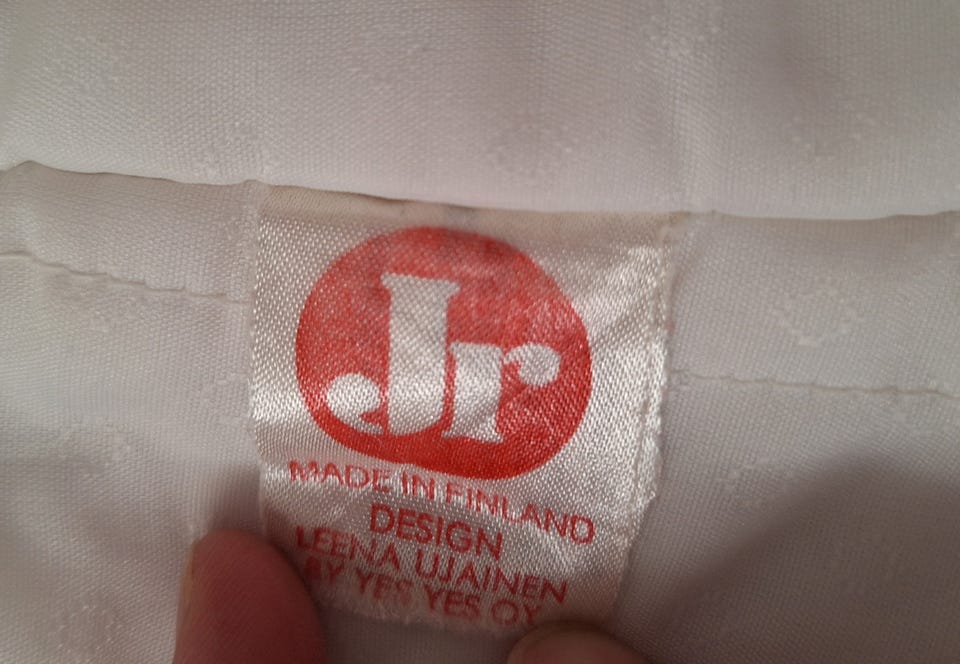 Jr
MADE IN FINLAND
DESIGN
LEENA UJAINEN
BY YES YES OY